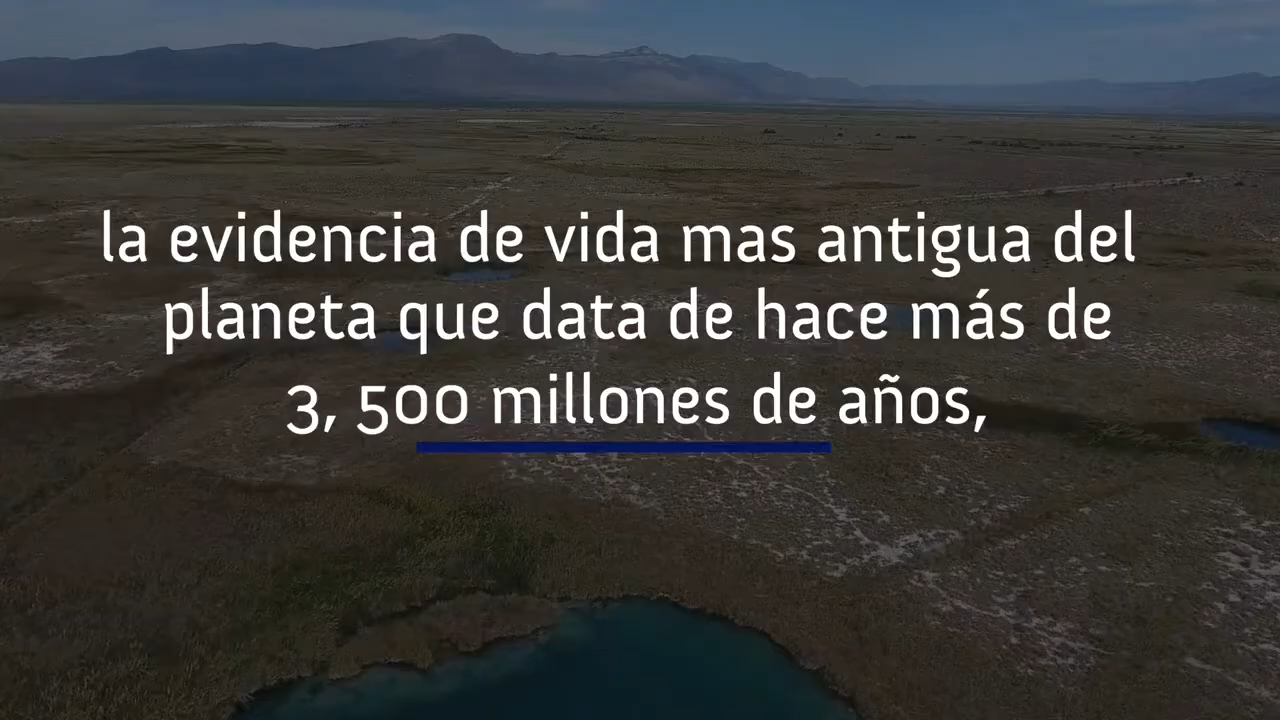 la evidencia de vida mas antigua del
planeta que data de hace más de
3, 500 millones de años,